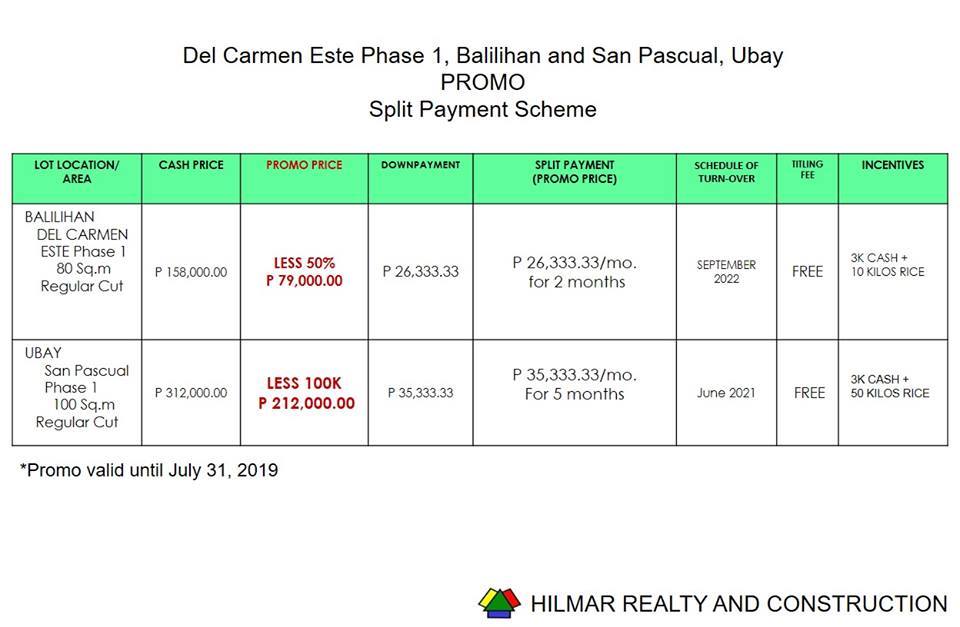 Del Carmen Este Phase 1, Balilihan and San Pascual, Ubay
PROMO
Split Payment Scheme
LOT LOCATION/
AREA
CASH PRICE
PROMO PRICE
DOWNPAYMENT
SPLIT PAYMENT
(PROMO PRICE)
SCHEDULE OF
TURN-OVER
TITLING
FEE
INCENTIVES
BALILIHAN
DEL CARMEN
ESTE Phase 1
80 Sq.m
Regular Cut
P 158,000.00
LESS 50%
P 79,000.00
P 26,333.33
P 26,333.33/mo.
for 2 months
SEPTEMBER
2022
FREE
3K CASH +
10 KILOS RICE
UBAY
San Pascual
Phase 1
100 Sq.m
Regular Cut
P 312,000.00
LESS 100K
P 212,000.00
P 35,333.33
P 35,333.33/mo.
For 5 months
June 2021
FREE
3K CASH +
50 KILOS RICE
*Promo valid until July 31, 2019
HILMAR REALTY AND CONSTRUCTION